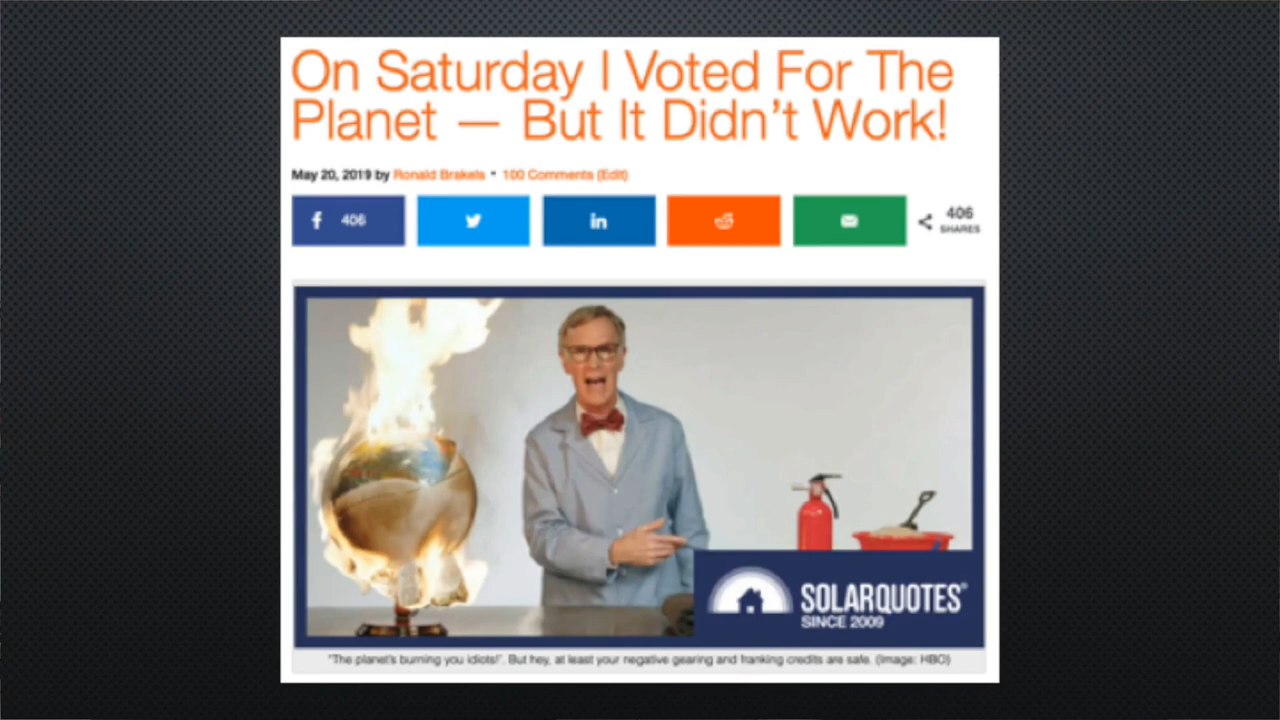 On Saturday I Voted For The
Planet — But It Didn't Work!
May 20, 2019 by Ronald Brakels • 100 Comments (Edit)
f 406
in
406
SHARES
SOLARQUOTES®
SINCE 2009
"The planet's burning you idiots!". But hey, at least your negative gearing and franking credits are safe. (Image: HBO)